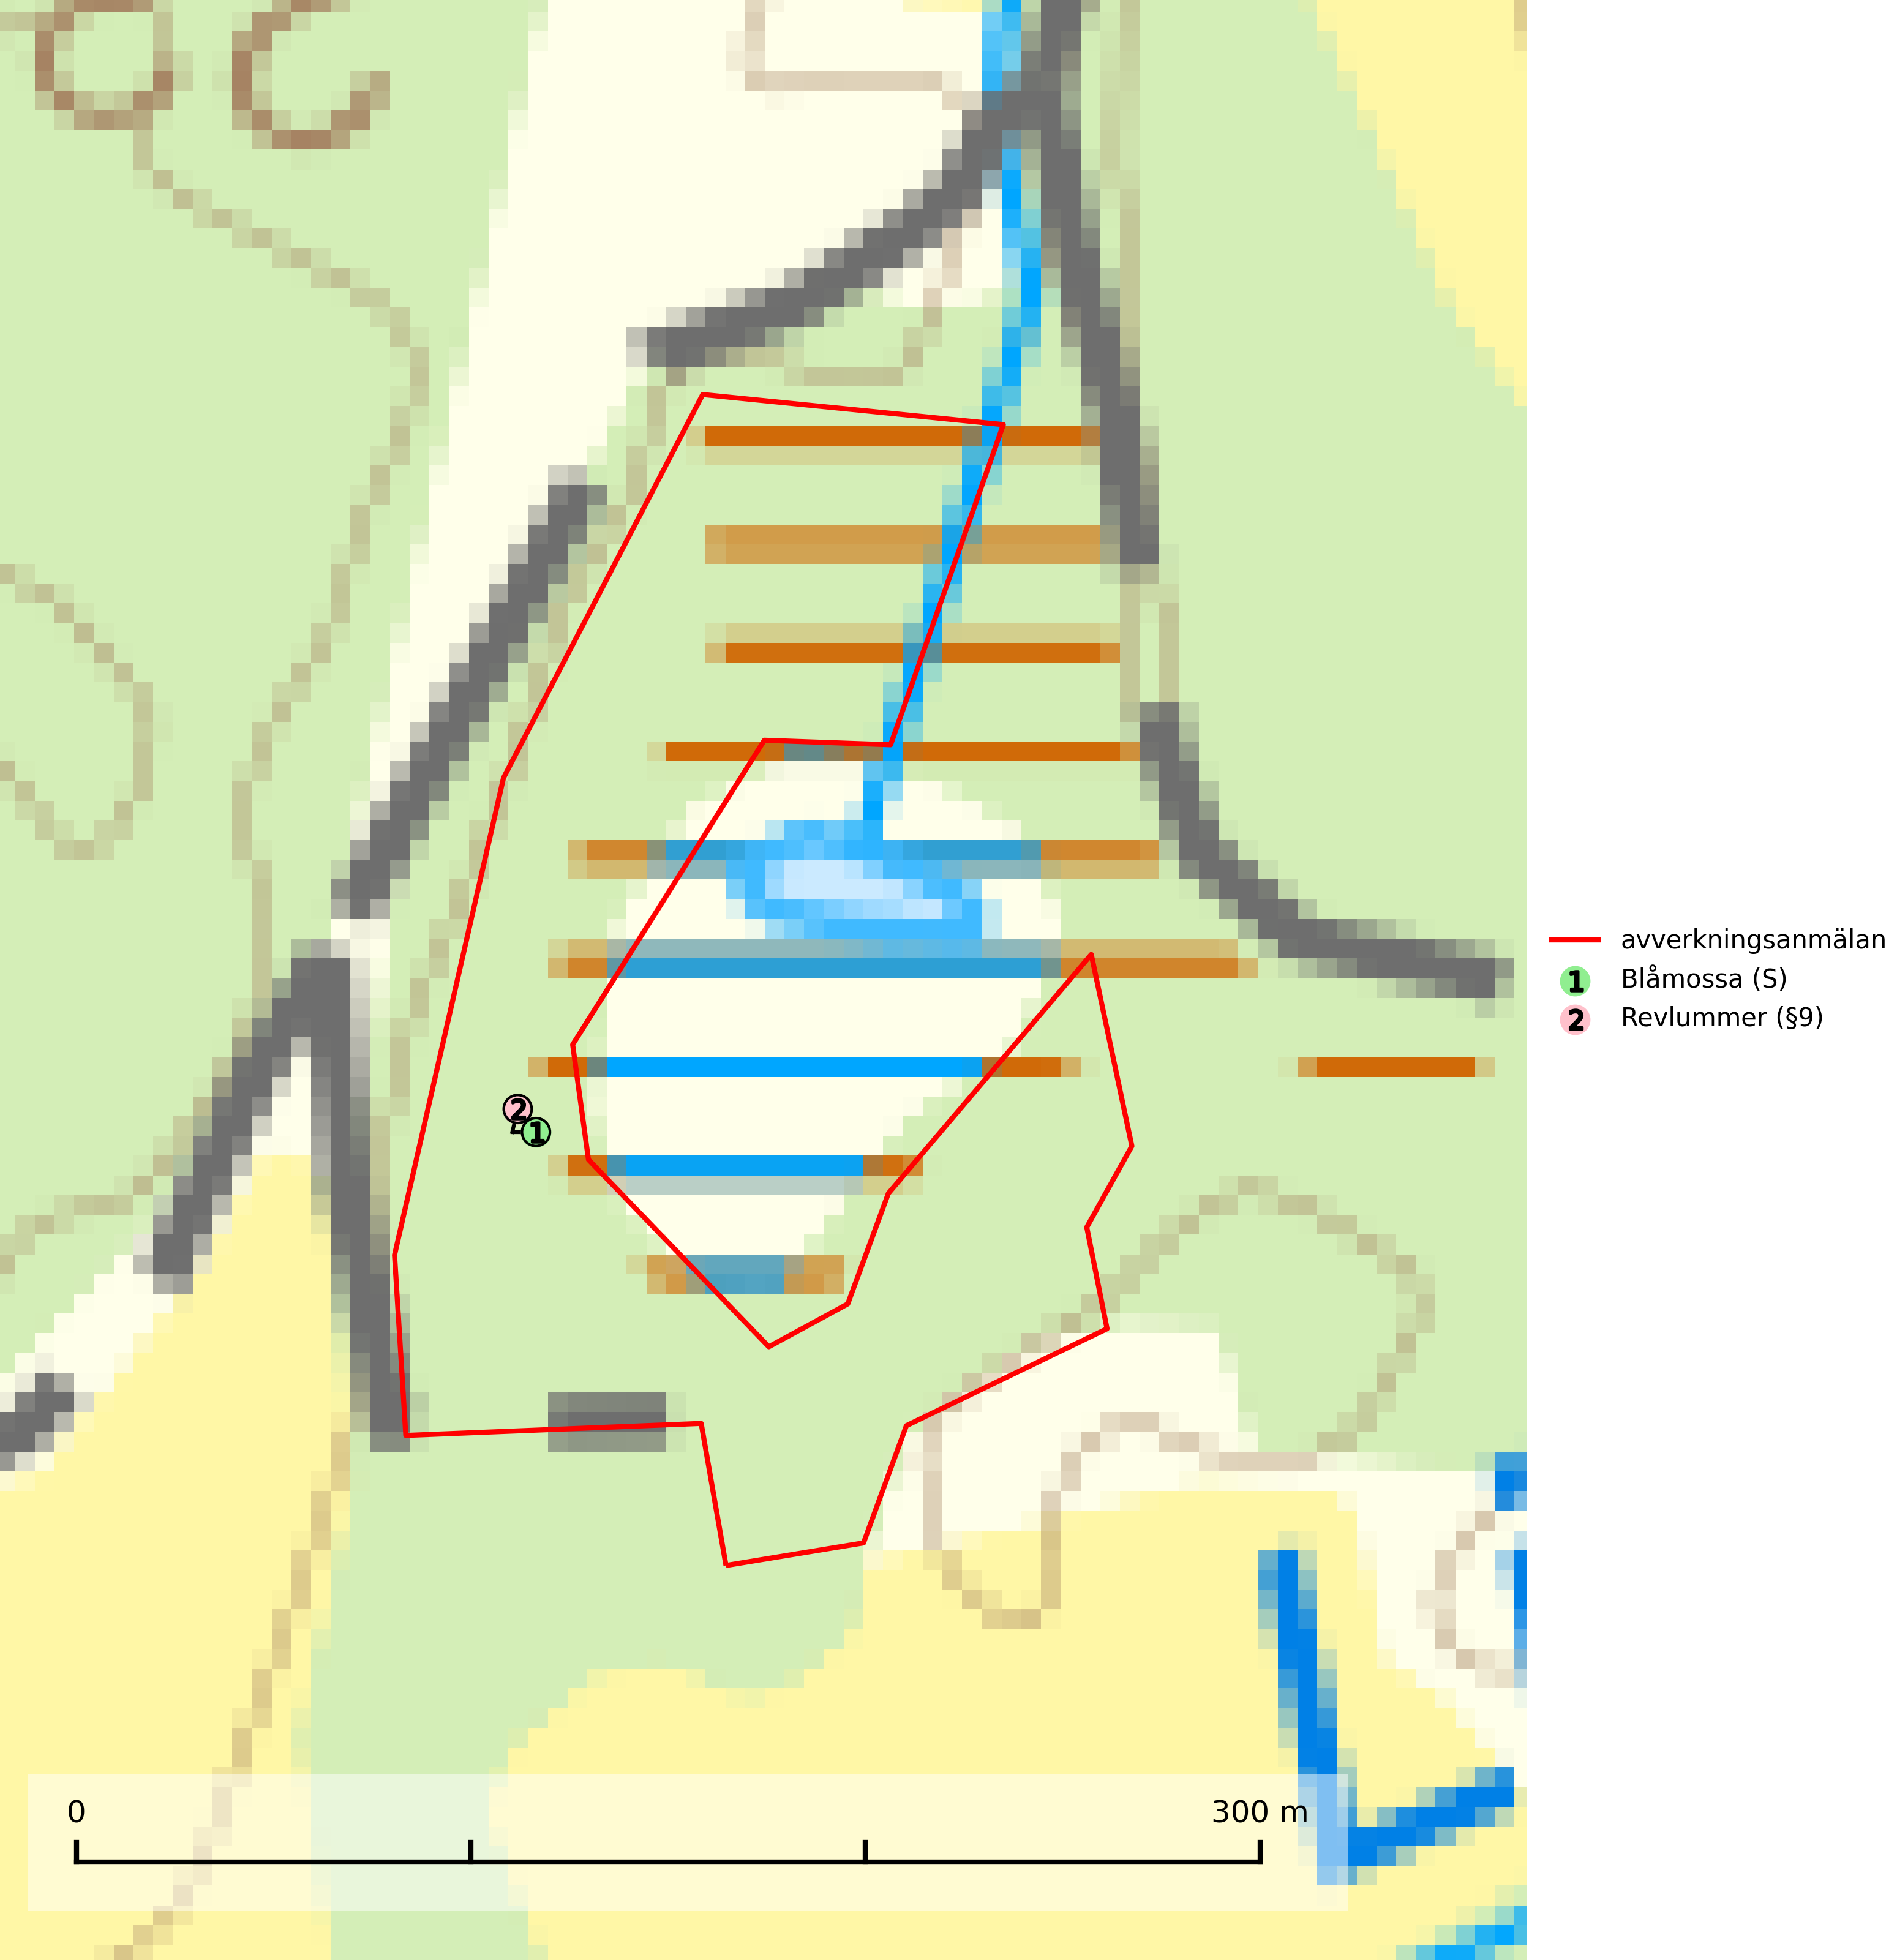 avverkningsanmälan
1 Blåmossa (S)
2 Revlummer (§9)
2
1
0 300 m